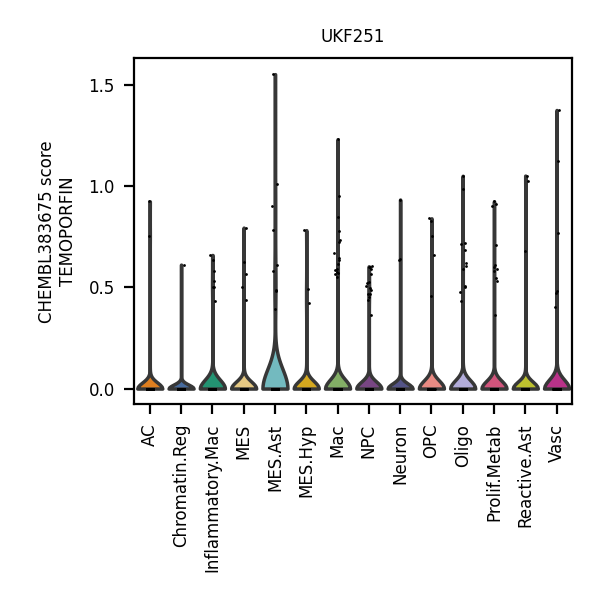 UKF251
CHEMBL383675 score
TEMOPORFIN
1.5
1.0
0.5
0.0
AC
Chromatin.Reg
Inflammatory.Mac
MES
MES.Ast
MES.Hyp
Mac
NPC
Neuron
OPC
Oligo
Prolif.Metab
Reactive.Ast
Vasc